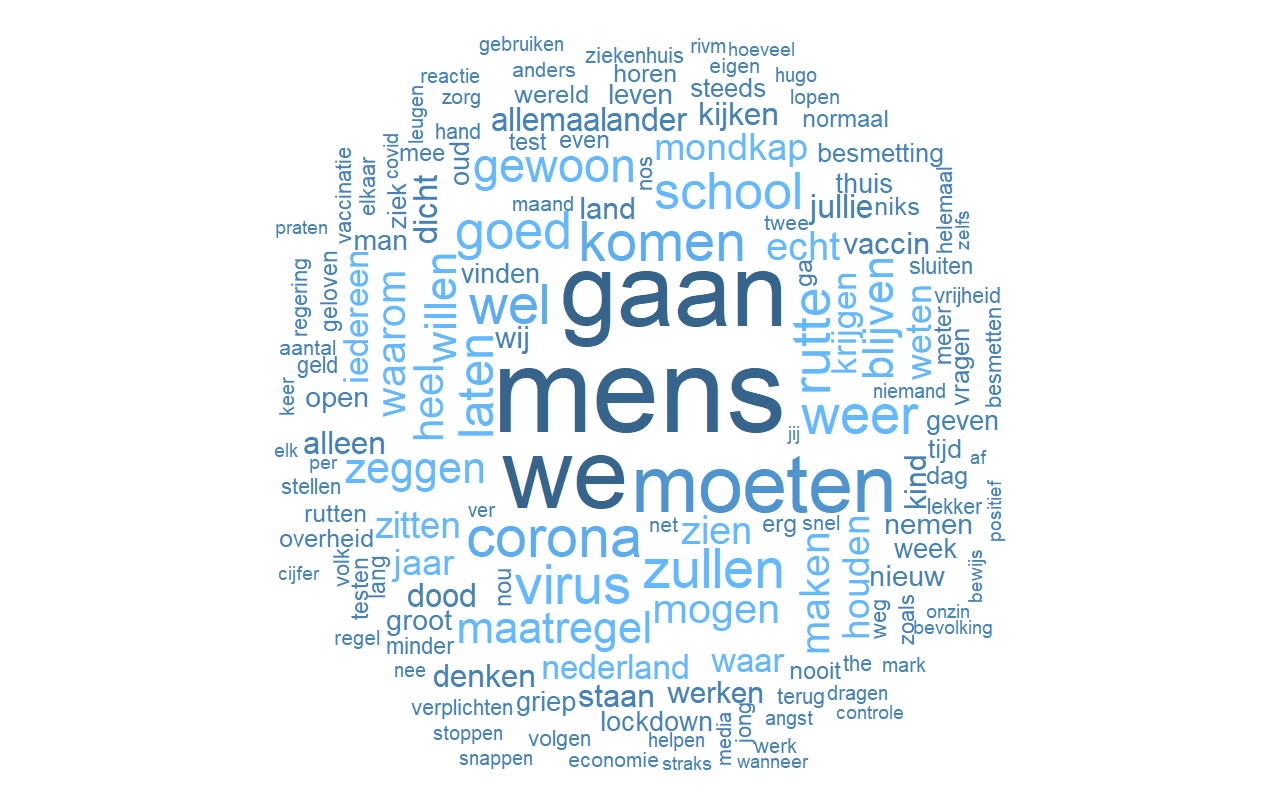 gebruiken
rivm
hoeveel
ziekenhuis
reactie
anders
horen
eigen
hugo
zorg
wereld
leven
steeds
lopen
leugen
hand
allemaalander
kijken
normaal
covid
mee
oud
test
even
mondkap
besmetting
vaccinatie
elkaar
ziek
dicht
gewoon
nos
school
thuis
jullie
niks
helemaal
zelfs
praten
man
maand
land
twee
goed
komen
echt
vaccin
regering
geloven
iedereen
waarom
willen
vinden
gaan
ga
sluiten
wel
rutte
krijgen
blijven
weten
meter
vrijheid
aantal
geld
wij
vragen
besmetten
keer
open
heel
laten
mens
niemand
weer
geven
jij
elk
alleen
tijd
af
per
zeggen
we
moeten
kind
dag
stellen
lekker
positief
rutten
zitten
ver
net
zien
erg
snel
nemen
overheid
corona
week
volk
testen
lang
jaar
cijfer
nou
virus
zullen
maken
houden
nieuw
bewijs
dood
groot
mogen
weg
zoals
onzin
bevolking
regel
minder
maatregel
nee
denken
nederland
waar
nooit
the
mark
verplichten
griep
staan
werken
terug
dragen
controle
stoppen
volgen
lockdown
media
jong
angst
helpen
werk
snappen
economie
straks
wanneer